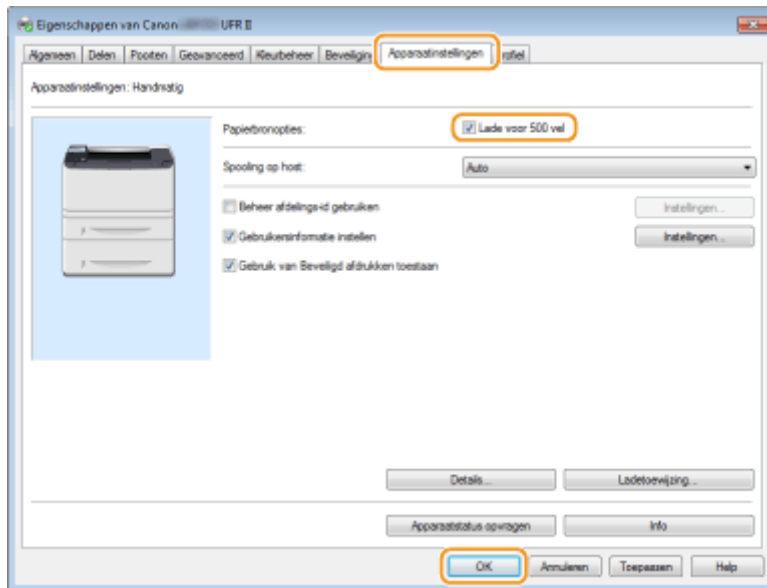 Eigenschappen van Canon UFR II
Algemeen Delen Poorten Geavanceerd Kleurbeheer Beveiligin Apparaatinstellingen rofiel
Apparaatinstellingen: Handmatig
Papierbronopties: Lade voor 500 vel
Spooling op host: Auto
Beheer afdelings-id gebruiken Instellingen...
Gebruikersinformatie instellen Instellingen...
Gebruik van Beveiligd afdrukken toestaan
Details... Ladetoewijzing...
Apparaatstatus opvragen Info
OK Annuleren Toepassen Help